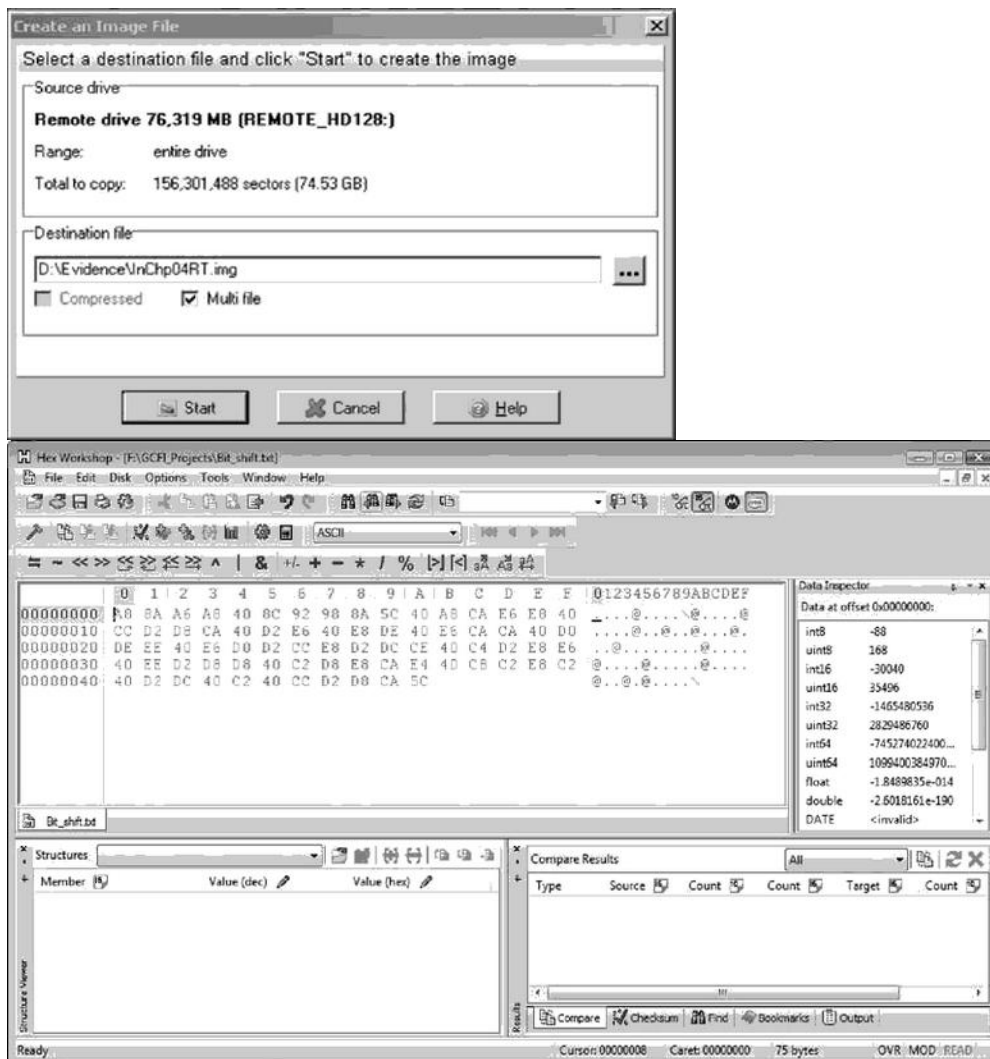 Create an Image File
Select a destination file and click "Start" to create the image
Source drive
Remote drive 76,319 MB (REMOTE_HD128:)
Range: entire drive
Total to copy: 156,301,488 sectors (74.53 GB)
Destination file
D:\Evidence\InChp04RT.img
...
Compressed Multi file
Start Cancel Help
Hex Workshop - [F:\GCFI_Projects\Bit_shift.txt]
File Edit Disk Options Tools Window Help
ASCII
0 1 2 3 4 5 6 7 8 9 A B C D E F 0123456789ABCDEF
00000000 A8 8A A6 A8 40 8C 92 98 8A 5C 40 A8 CA E6 E8 40 ....@....\@....@
00000010 CC D2 D8 CA 40 D2 E6 40 E8 DE 40 E6 CA CA 40 D0 ....@..@..@...@.
00000020 DE EE 40 E6 D0 D2 CC E8 D2 DC CE 40 C4 D2 E8 E6 ..@........@....
00000030 40 EE D2 D8 D8 40 C2 D8 E8 CA E4 40 C8 C2 E8 C2 @....@.....@....
00000040 40 D2 DC 40 C2 40 CC D2 D8 CA 5C @..@.@....\
Data Inspector
Data at offset 0x00000000:
int8 -88
uint8 168
int16 -30040
uint16 35496
int32 -1465480536
uint32 2829486760
int64 -745274022400...
uint64 1099400384970...
float -1.8489835e-014
double -2.6018161e-190
DATE <invalid>
Bit_shift.txt
Structures
Member Value (dec) Value (hex)
Structure Viewer
Compare Results All
Type Source Count Count Target Count
Results
Compare Checksum Find Bookmarks Output
Ready Cursor: 00000008 Caret: 00000000 75 bytes OVR MOD READ